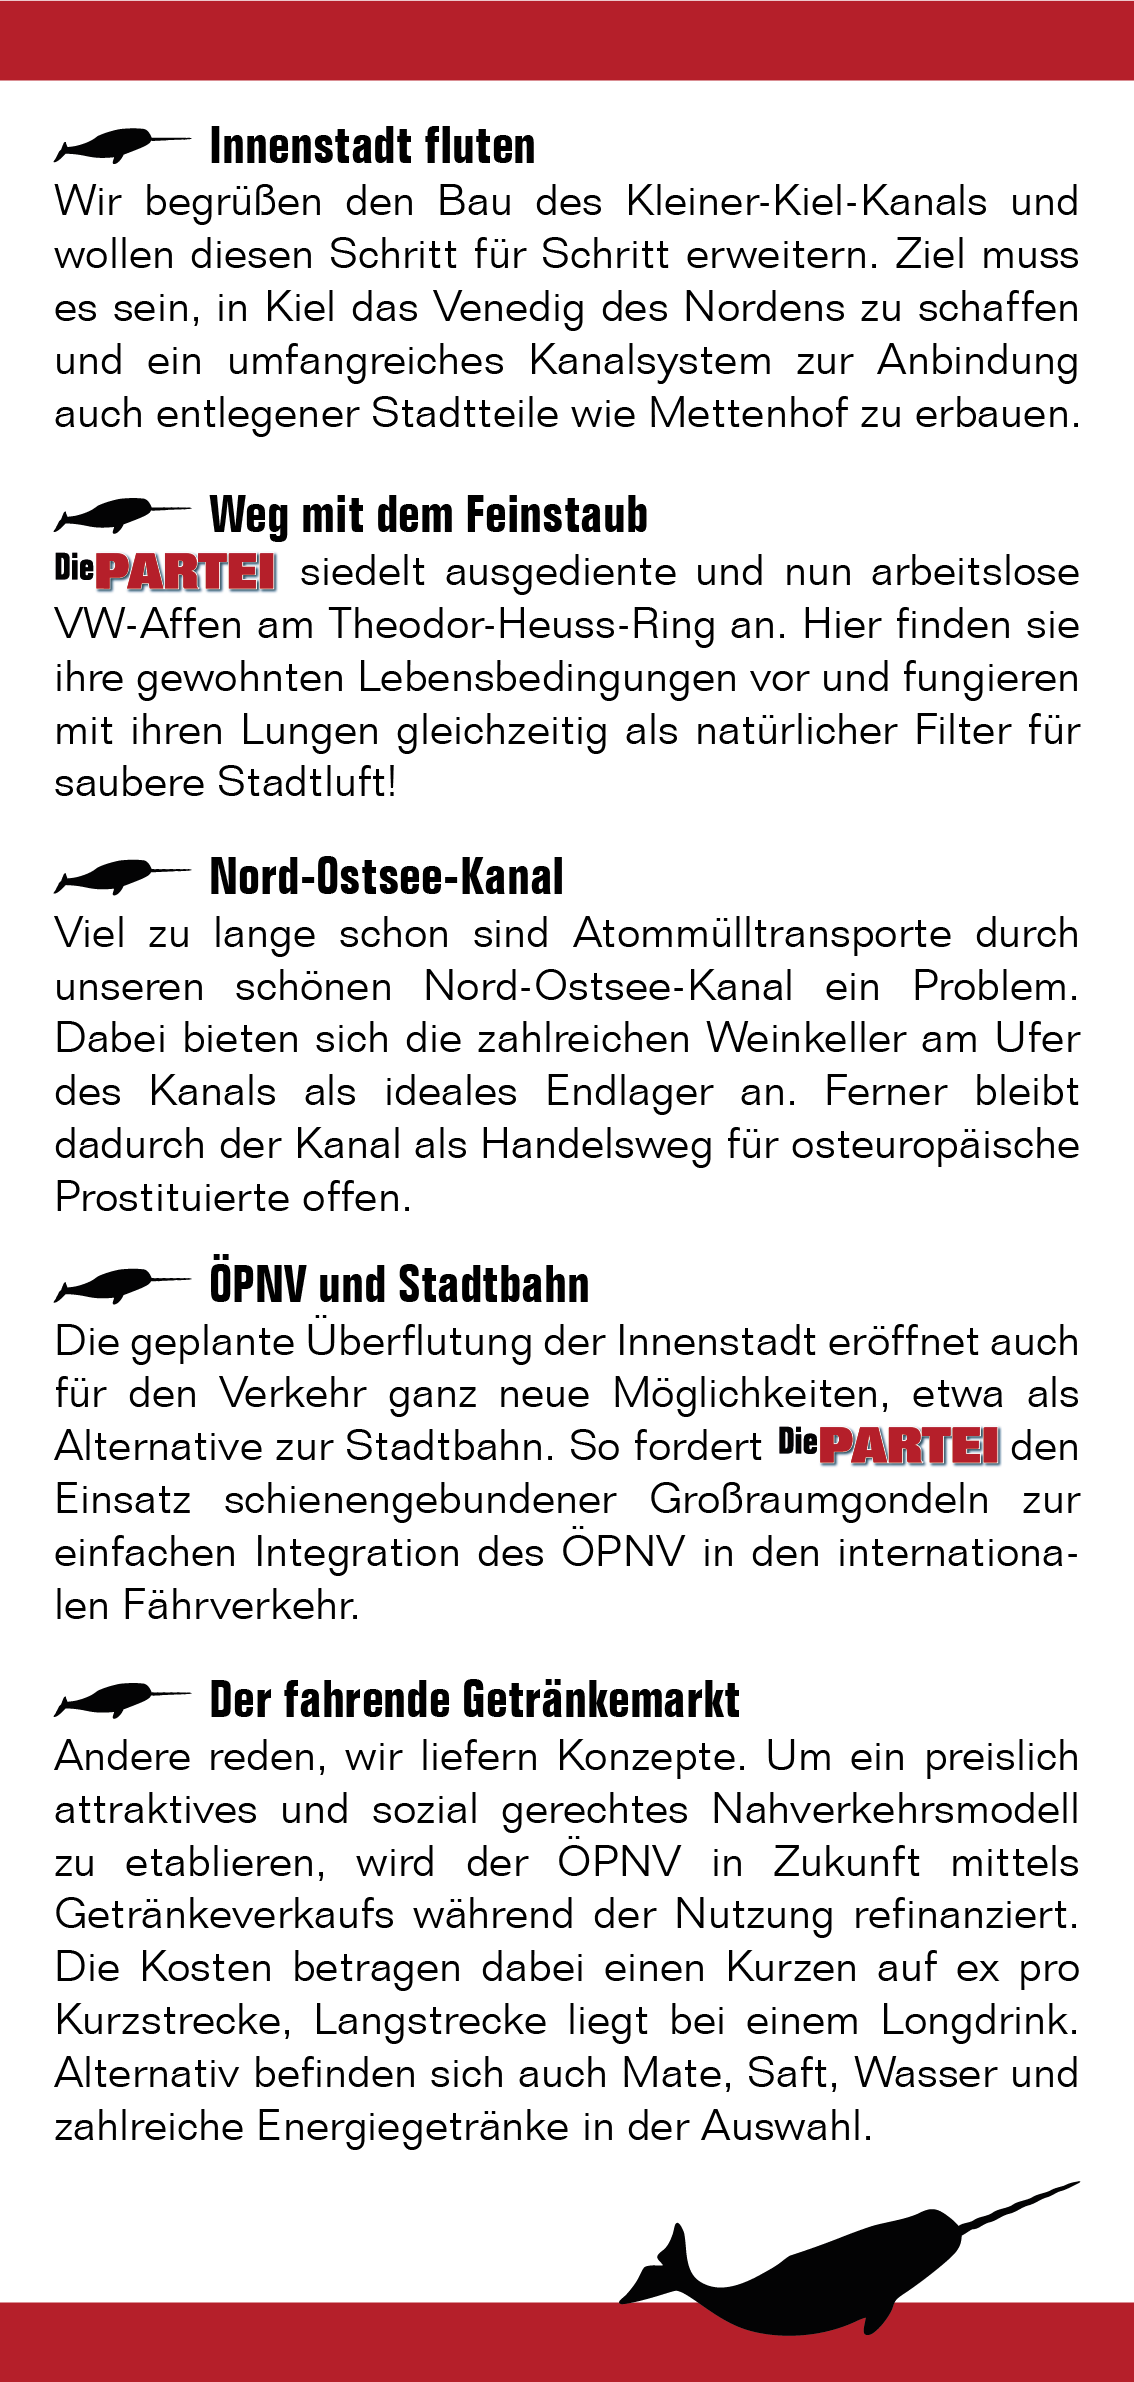 Innenstadt fluten
Wir begrüßen den Bau des Kleiner-Kiel-Kanals und
wollen diesen Schritt für Schritt erweitern. Ziel muss
es sein, in Kiel das Venedig des Nordens zu schaffen
und ein umfangreiches Kanalsystem zur Anbindung
auch entlegener Stadtteile wie Mettenhof zu erbauen.
Weg mit dem Feinstaub
Die PARTEI siedelt ausgediente und nun arbeitslose
VW-Affen am Theodor-Heuss-Ring an. Hier finden sie
ihre gewohnten Lebensbedingungen vor und fungieren
mit ihren Lungen gleichzeitig als natürlicher Filter für
saubere Stadtluft!
Nord-Ostsee-Kanal
Viel zu lange schon sind Atommülltransporte durch
unseren schönen Nord-Ostsee-Kanal ein Problem.
Dabei bieten sich die zahlreichen Weinkeller am Ufer
des Kanals als ideales Endlager an. Ferner bleibt
dadurch der Kanal als Handelsweg für osteuropäische
Prostituierte offen.
ÖPNV und Stadtbahn
Die geplante Überflutung der Innenstadt eröffnet auch
für den Verkehr ganz neue Möglichkeiten, etwa als
Alternative zur Stadtbahn. So fordert Die PARTEI den
Einsatz schienengebundener Großraumgondeln zur
einfachen Integration des ÖPNV in den internationa-
len Fährverkehr.
Der fahrende Getränkemarkt
Andere reden, wir liefern Konzepte. Um ein preislich
attraktives und sozial gerechtes Nahverkehrsmodell
zu etablieren, wird der ÖPNV in Zukunft mittels
Getränkeverkaufs während der Nutzung refinanziert.
Die Kosten betragen dabei einen Kurzen auf ex pro
Kurzstrecke, Langstrecke liegt bei einem Longdrink.
Alternativ befinden sich auch Mate, Saft, Wasser und
zahlreiche Energiegetränke in der Auswahl.